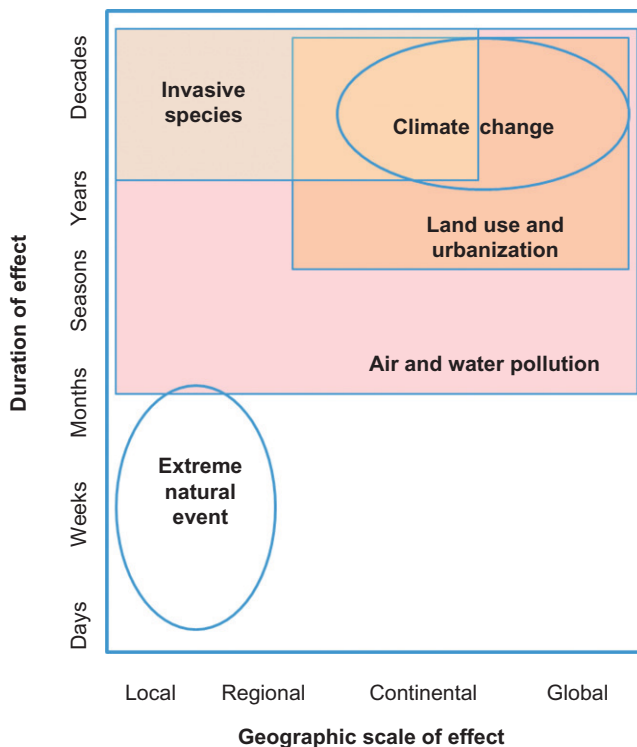 Duration of effect
Decades
Years
Seasons
Months
Weeks
Days
Invasive
species
Climate change
Land use and
urbanization
Air and water pollution
Extreme
natural
event
Local Regional Continental Global
Geographic scale of effect